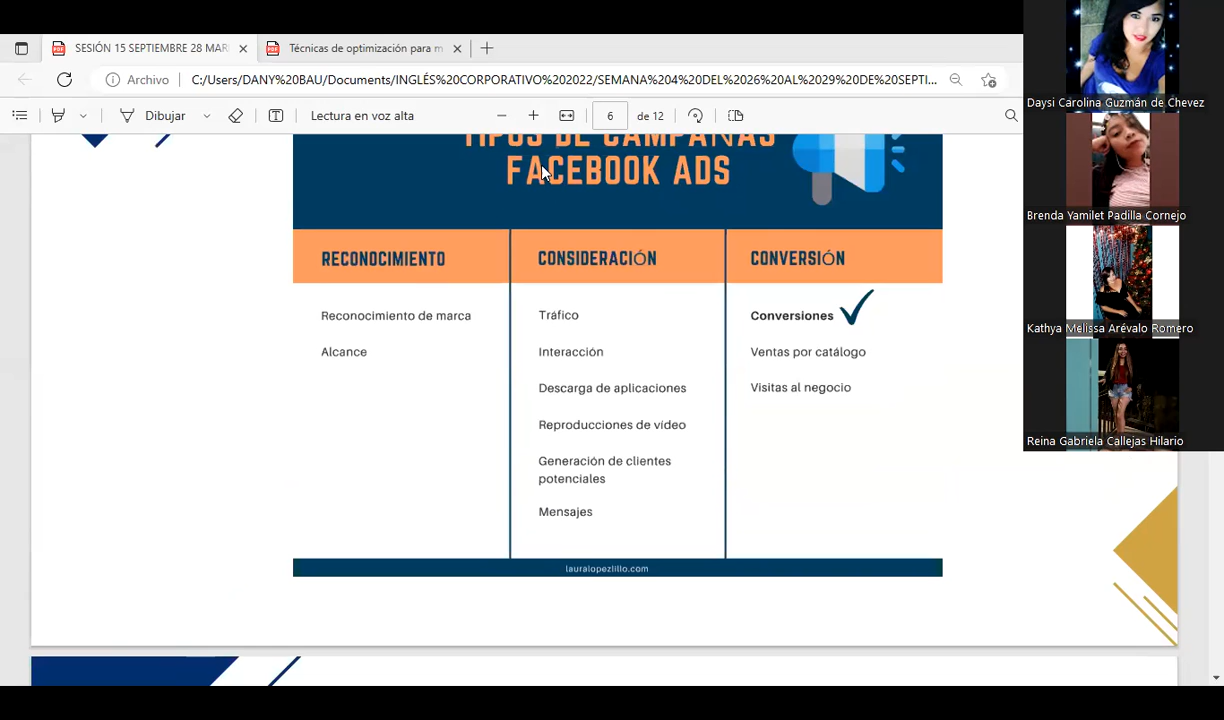 SESIÓN 15 SEPTIEMBRE 28 MAR
Técnicas de optimización para m
Archivo
C:/Users/DANY%20BAU/Documents/INGLÉS%20CORPORATIVO%202022/SEMANA%204%20DEL%2026%20AL%2029%20DE%20SEPTI...
Dibujar
Lectura en voz alta
6
de 12
TIPOS DE CAMPAÑAS
FACEBOOK ADS
RECONOCIMIENTO
Reconocimiento de marca
Alcance
CONSIDERACIÓN
Tráfico
Interacción
Descarga de aplicaciones
Reproducciones de vídeo
Generación de clientes
potenciales
Mensajes
CONVERSIÓN
Conversiones
Ventas por catálogo
Visitas al negocio
lauralopezlillo.com
Daysi Carolina Guzmán de Chevez
Brenda Yamilet Padilla Cornejo
Kathya Melissa Arévalo Romero
Reina Gabriela Callejas Hilario